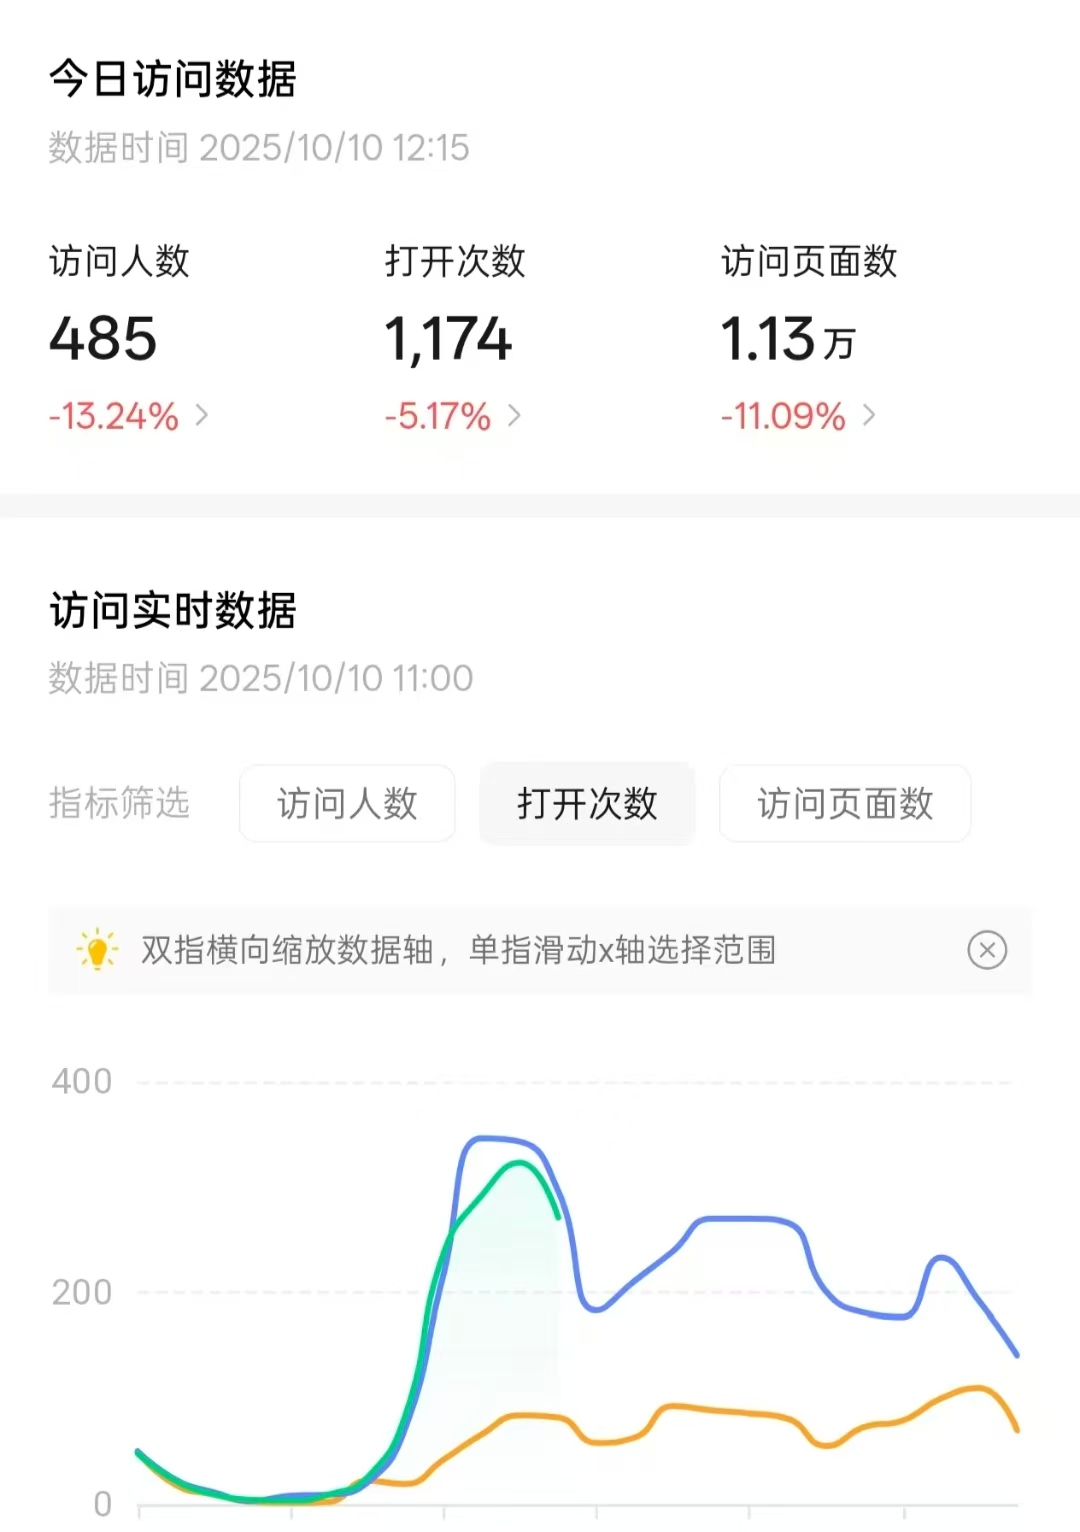 今日访问数据
数据时间 2025/10/10 12:15
访问人数 打开次数 访问页面数
485 1,174 1.13万
-13.24% > -5.17% > -11.09% >
访问实时数据
数据时间 2025/10/10 11:00
指标筛选 访问人数 打开次数 访问页面数
双指横向缩放数据轴，单指滑动x轴选择范围
400
200
0